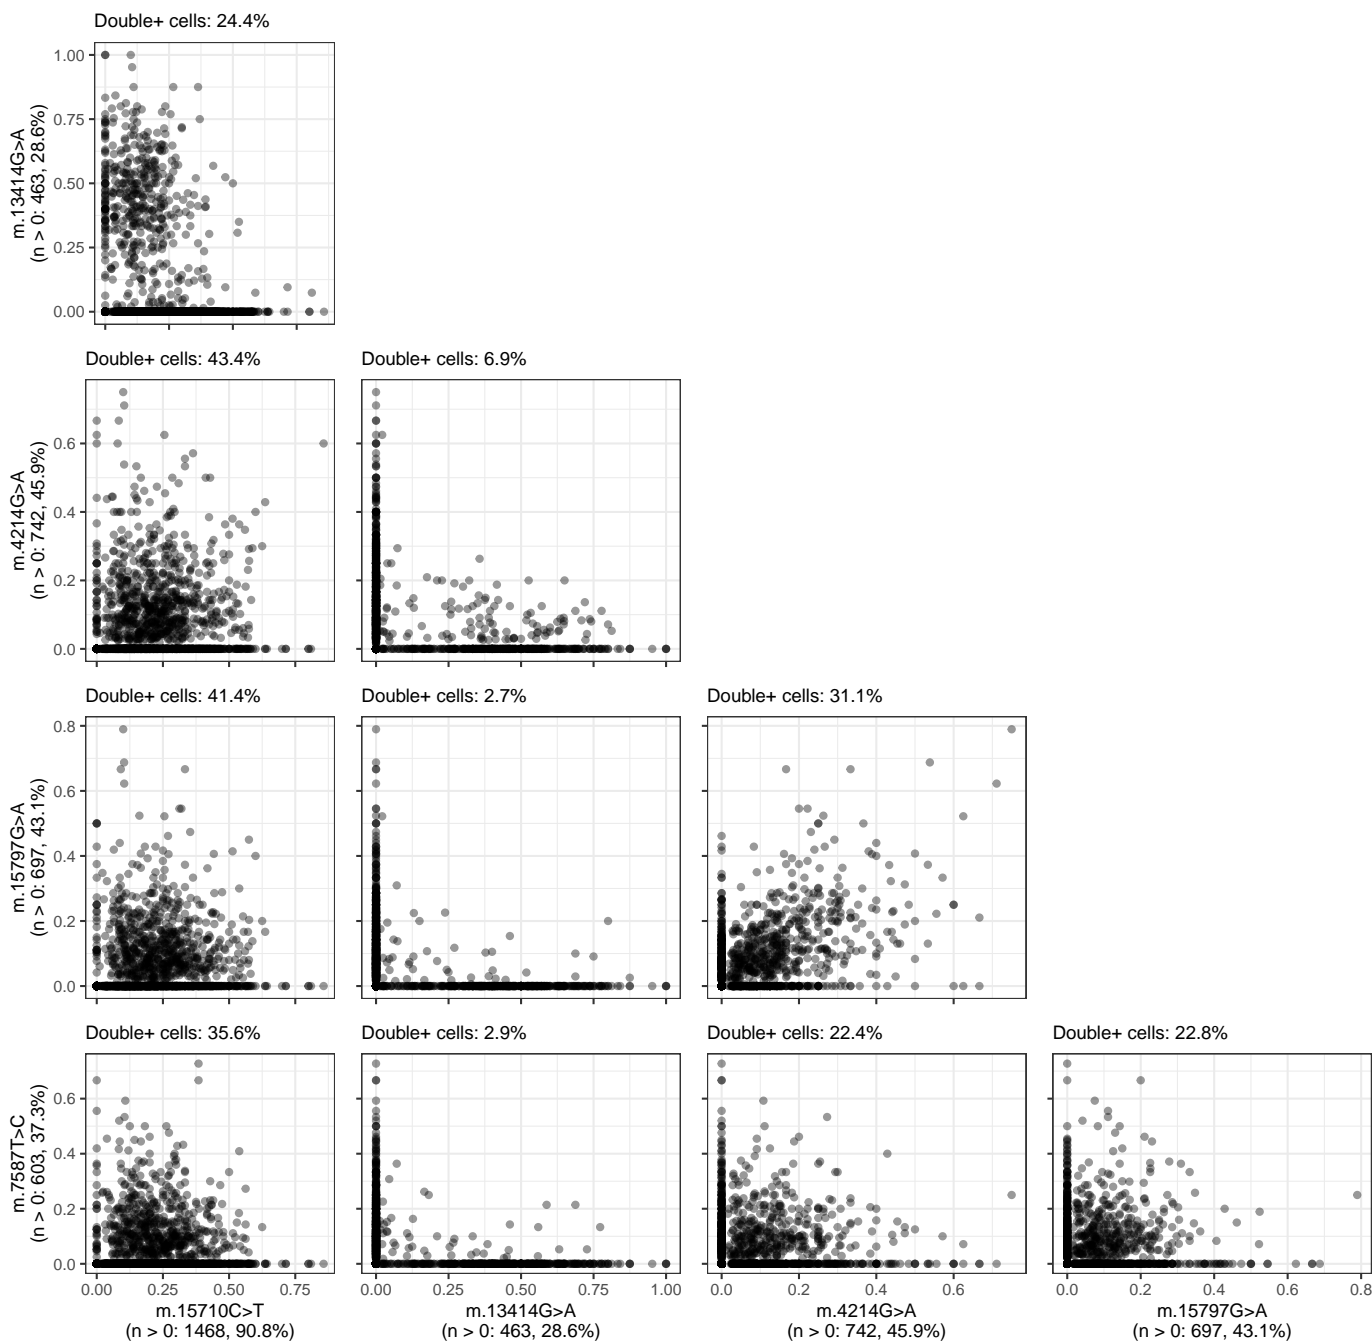 Double+ cells: 24.4%
m.13414G>A
(n > 0: 463, 28.6%)
1.00
0.75
0.50
0.25
0.00
Double+ cells: 43.4%
Double+ cells: 6.9%
m.4214G>A
(n > 0: 742, 45.9%)
0.6
0.4
0.2
0.0
Double+ cells: 41.4%
Double+ cells: 2.7%
Double+ cells: 31.1%
m.15797G>A
(n > 0: 697, 43.1%)
0.8
0.6
0.4
0.2
0.0
Double+ cells: 35.6%
Double+ cells: 2.9%
Double+ cells: 22.4%
Double+ cells: 22.8%
m.7587T>C
(n > 0: 603, 37.3%)
0.6
0.4
0.2
0.0
0.00 0.25 0.50 0.75
m.15710C>T
(n > 0: 1468, 90.8%)
0.00 0.25 0.50 0.75 1.00
m.13414G>A
(n > 0: 463, 28.6%)
0.0 0.2 0.4 0.6
m.4214G>A
(n > 0: 742, 45.9%)
0.0 0.2 0.4 0.6 0.8
m.15797G>A
(n > 0: 697, 43.1%)